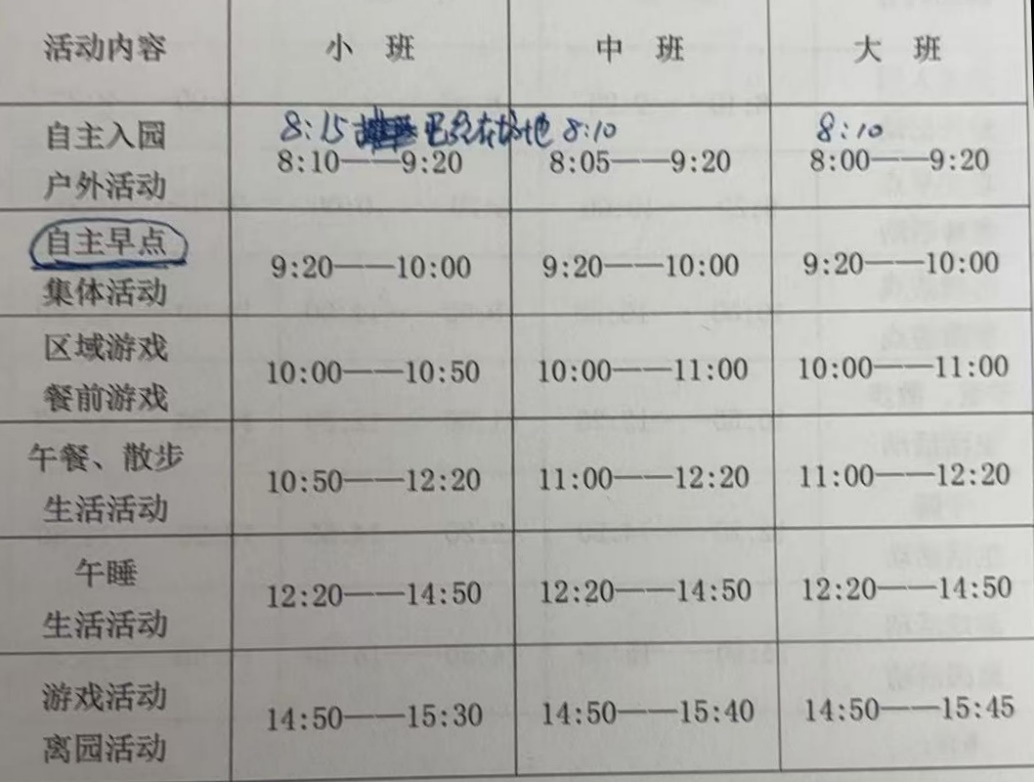 活动内容 小 班 中 班 大 班
8:15 已经在场地 8:10 8:10
自主入园
户外活动 8:10——9:20 8:05——9:20 8:00——9:20
自主早点
集体活动 9:20——10:00 9:20——10:00 9:20——10:00
区域游戏
餐前游戏 10:00——10:50 10:00——11:00 10:00——11:00
午餐、散步
生活活动 10:50——12:20 11:00——12:20 11:00——12:20
午睡
生活活动 12:20——14:50 12:20——14:50 12:20——14:50
游戏活动
离园活动 14:50——15:30 14:50——15:40 14:50——15:45